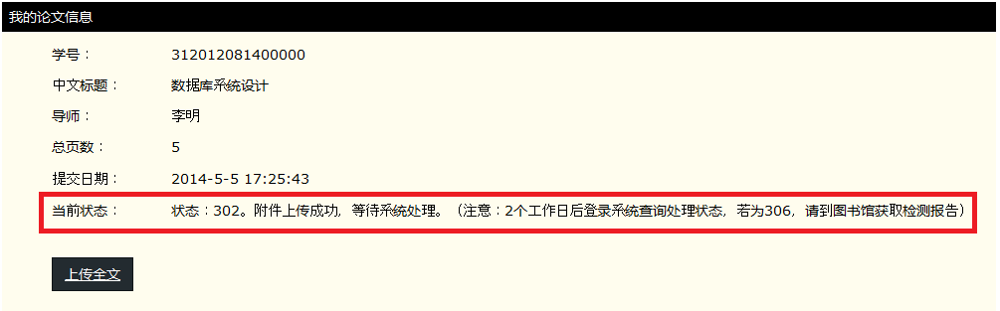 我的论文信息
学号： 312012081400000
中文标题： 数据库系统设计
导师： 李明
总页数： 5
提交日期： 2014-5-5 17:25:43
当前状态： 状态：302。附件上传成功，等待系统处理。（注意：2个工作日后登录系统查询处理状态，若为306，请到图书馆获取检测报告）
上传全文